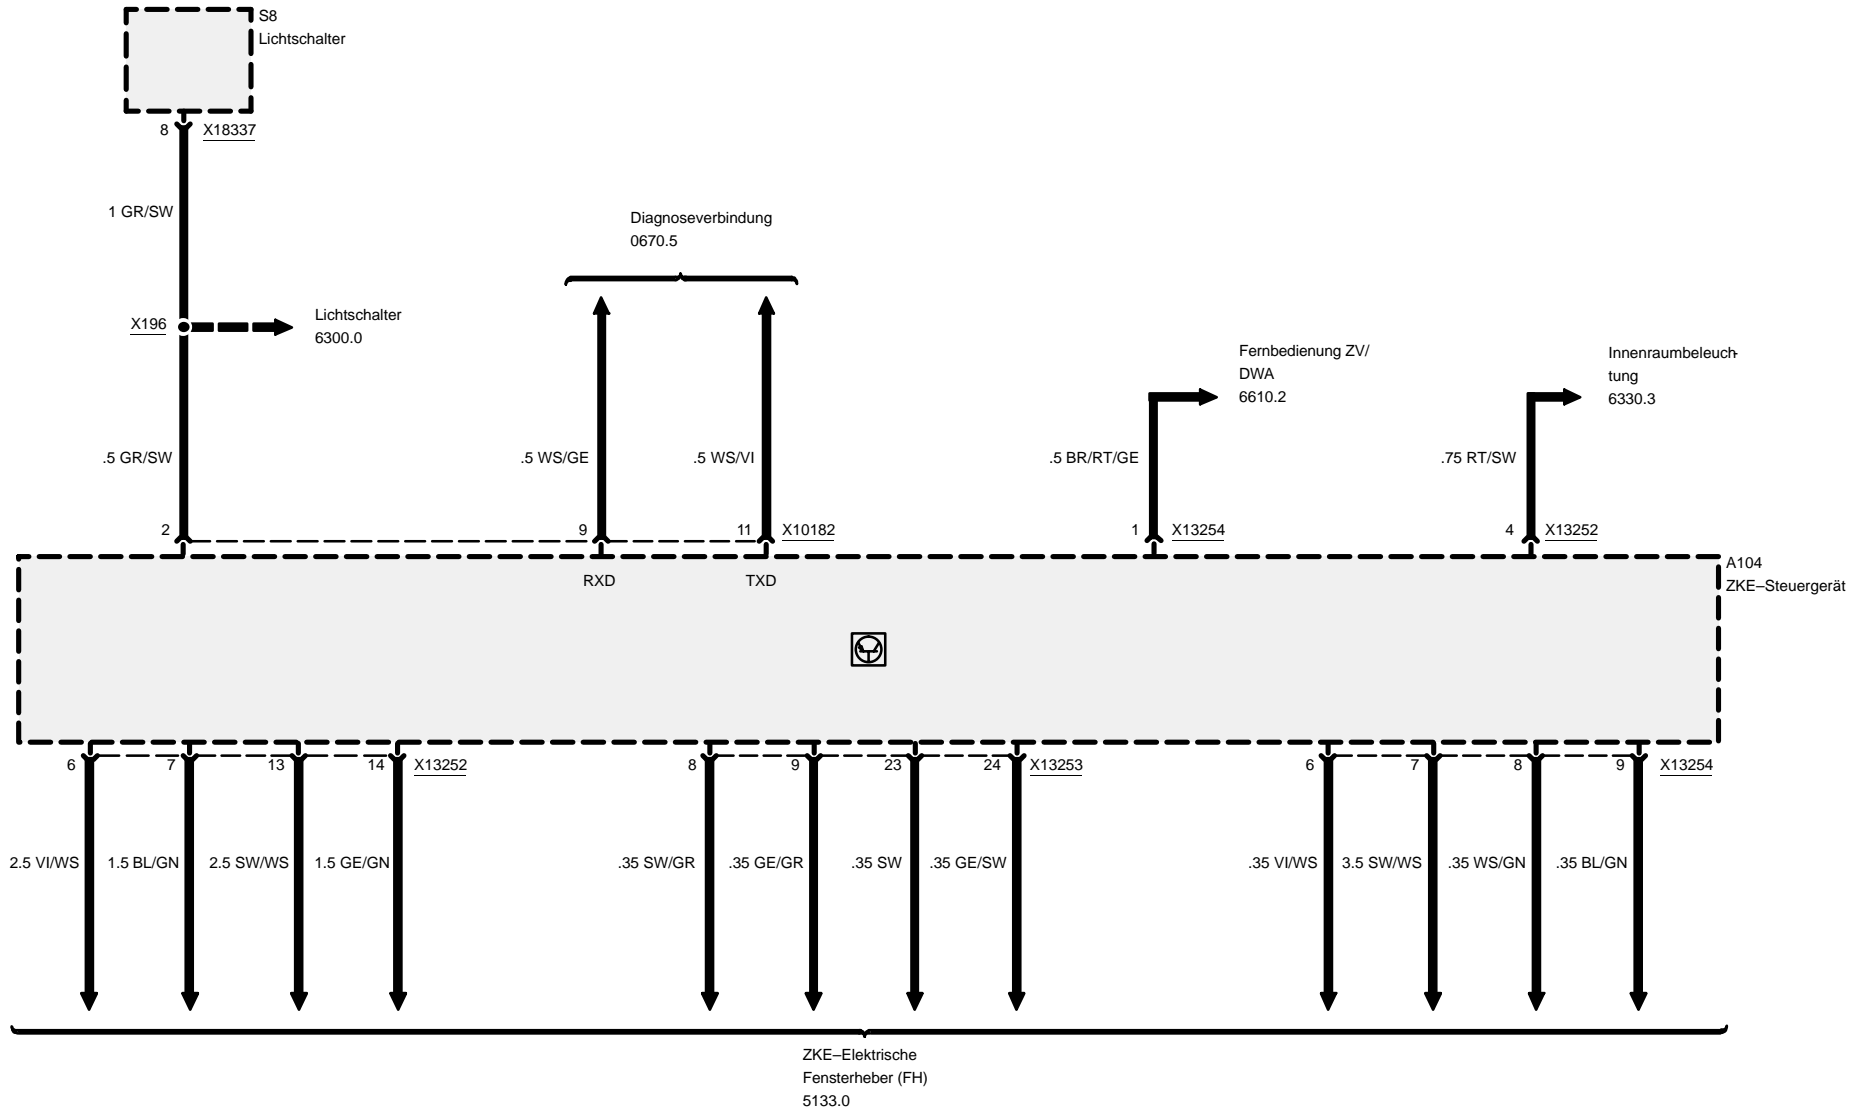 S8
Lichtschalter
8 X18337
1 GR/SW
Diagnoseverbindung
0670.5
X196
Lichtschalter
6300.0
Fernbedienung ZV/
DWA
6610.2
Innenraumbeleuch-
tung
6330.3
.5 GR/SW .5 WS/GE .5 WS/VI .5 BR/RT/GE .75 RT/SW
2 9 11 X10182 1 X13254 4 X13252
A104
ZKE–Steuergerät
RXD TXD
6 7 13 14 X13252 8 9 23 24 X13253 6 7 8 9 X13254
2.5 VI/WS 1.5 BL/GN 2.5 SW/WS 1.5 GE/GN .35 SW/GR .35 GE/GR .35 SW .35 GE/SW .35 VI/WS 3.5 SW/WS .35 WS/GN .35 BL/GN
ZKE–Elektrische
Fensterheber (FH)
5133.0